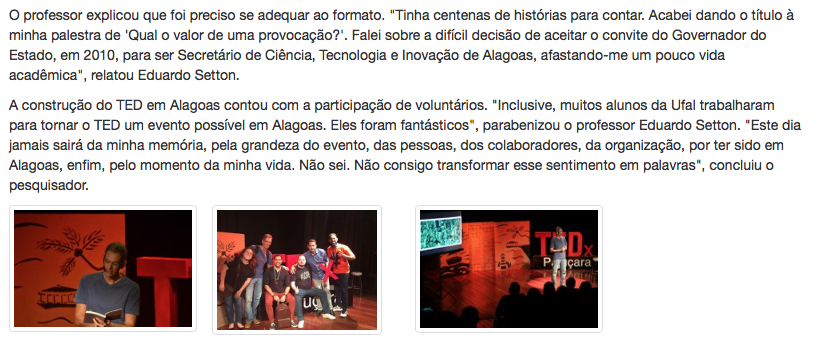 O professor explicou que foi preciso se adequar ao formato. "Tinha centenas de histórias para contar. Acabei dando o título à
minha palestra de 'Qual o valor de uma provocação?'. Falei sobre a difícil decisão de aceitar o convite do Governador do
Estado, em 2010, para ser Secretário de Ciência, Tecnologia e Inovação de Alagoas, afastando-me um pouco vida
acadêmica", relatou Eduardo Setton.
A construção do TED em Alagoas contou com a participação de voluntários. "Inclusive, muitos alunos da Ufal trabalharam
para tornar o TED um evento possível em Alagoas. Eles foram fantásticos", parabenizou o professor Eduardo Setton. "Este dia
jamais sairá da minha memória, pela grandeza do evento, das pessoas, dos colaboradores, da organização, por ter sido em
Alagoas, enfim, pelo momento da minha vida. Não sei. Não consigo transformar esse sentimento em palavras", concluiu o
pesquisador.
TEDx